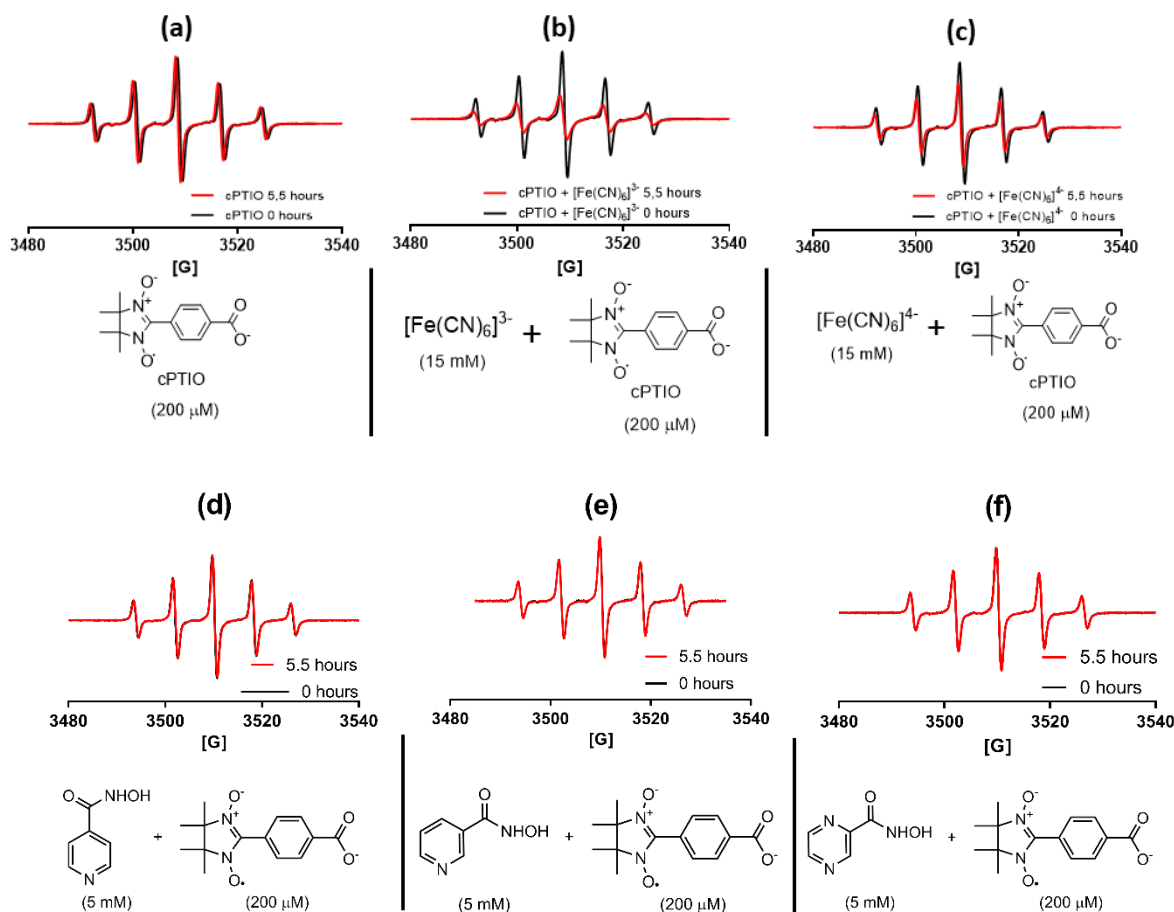 (a)
cPTIO 5,5 hours
cPTIO 0 hours
3480 3500 3520 3540
[G]
O-
N+
N
O•
O
O-
cPTIO
(200 µM)
(b)
cPTIO + [Fe(CN)6]3- 5,5 hours
cPTIO + [Fe(CN)6]3- 0 hours
3480 3500 3520 3540
[G]
[Fe(CN)6]3- +
(15 mM)
O-
N+
N
O•
O
O-
cPTIO
(200 µM)
(c)
cPTIO + [Fe(CN)6]4- 5,5 hours
cPTIO + [Fe(CN)6]4- 0 hours
3480 3500 3520 3540
[G]
[Fe(CN)6]4- +
(15 mM)
O-
N+
N
O•
O
O-
cPTIO
(200 µM)
(d)
5.5 hours
0 hours
3480 3500 3520 3540
[G]
O
NHOH
N
+
O-
N+
N
O•
O
O-
(5 mM) (200 µM)
(e)
5.5 hours
0 hours
3480 3500 3520 3540
[G]
O
N-OH
H
N
+
O-
N+
N
O•
O
O-
(5 mM) (200 µM)
(f)
5.5 hours
0 hours
3480 3500 3520 3540
[G]
O
N
N-OH
H
N
+
O-
N+
N
O•
O
O-
(5 mM) (200 µM)